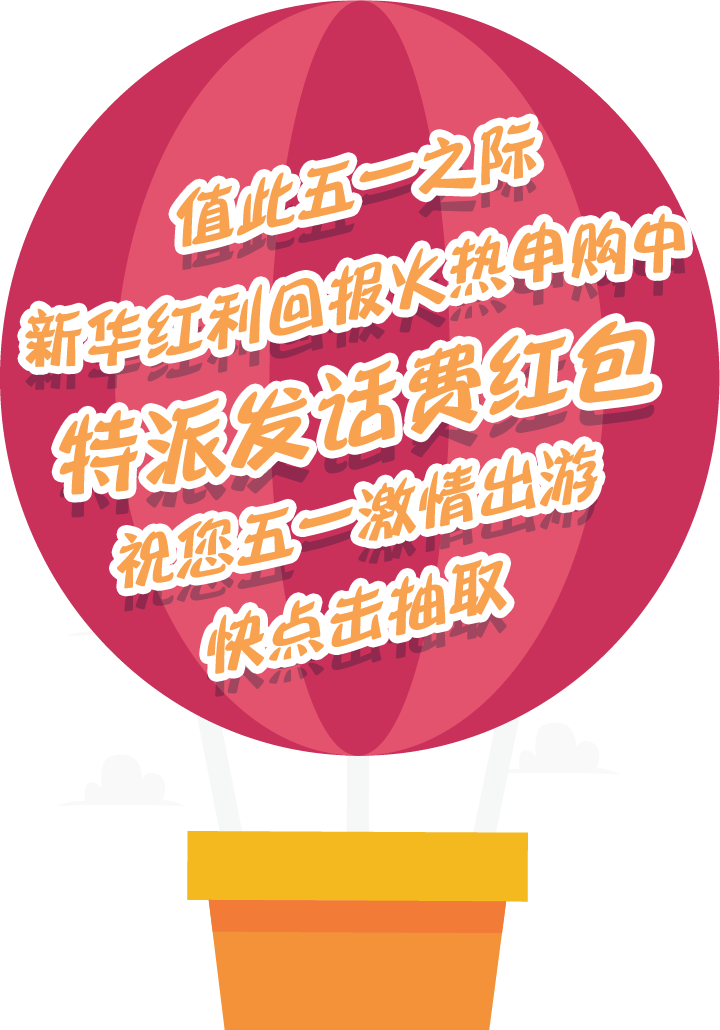 值此五一之际
新华红利回报火热申购中
特派发话费红包
祝您五一激情出游
快点击抽取